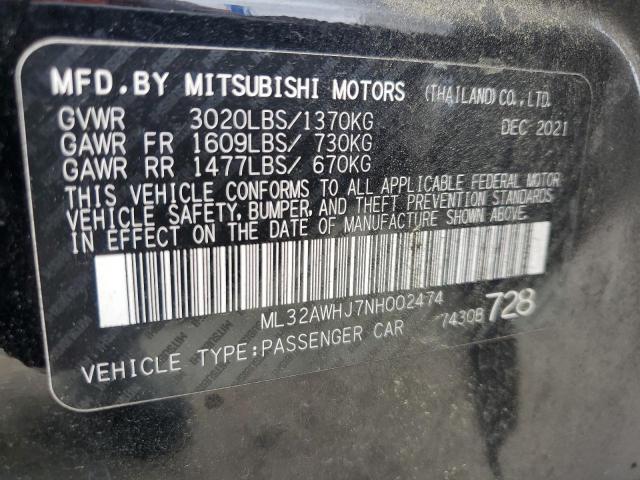 MFD.BY MITSUBISHI MOTORS (THAILAND) CO.,LTD.
GVWR 3020LBS/1370KG DEC 2021
GAWR FR 1609LBS/ 730KG
GAWR RR 1477LBS/ 670KG
THIS VEHICLE CONFORMS TO ALL APPLICABLE FEDERAL MOTOR
VEHICLE SAFETY, BUMPER, AND THEFT PREVENTION STANDARDS
IN EFFECT ON THE DATE OF MANUFACTURE SHOWN ABOVE.
ML32AWHJ7NH002474 7430B 728
VEHICLE TYPE:PASSENGER CAR